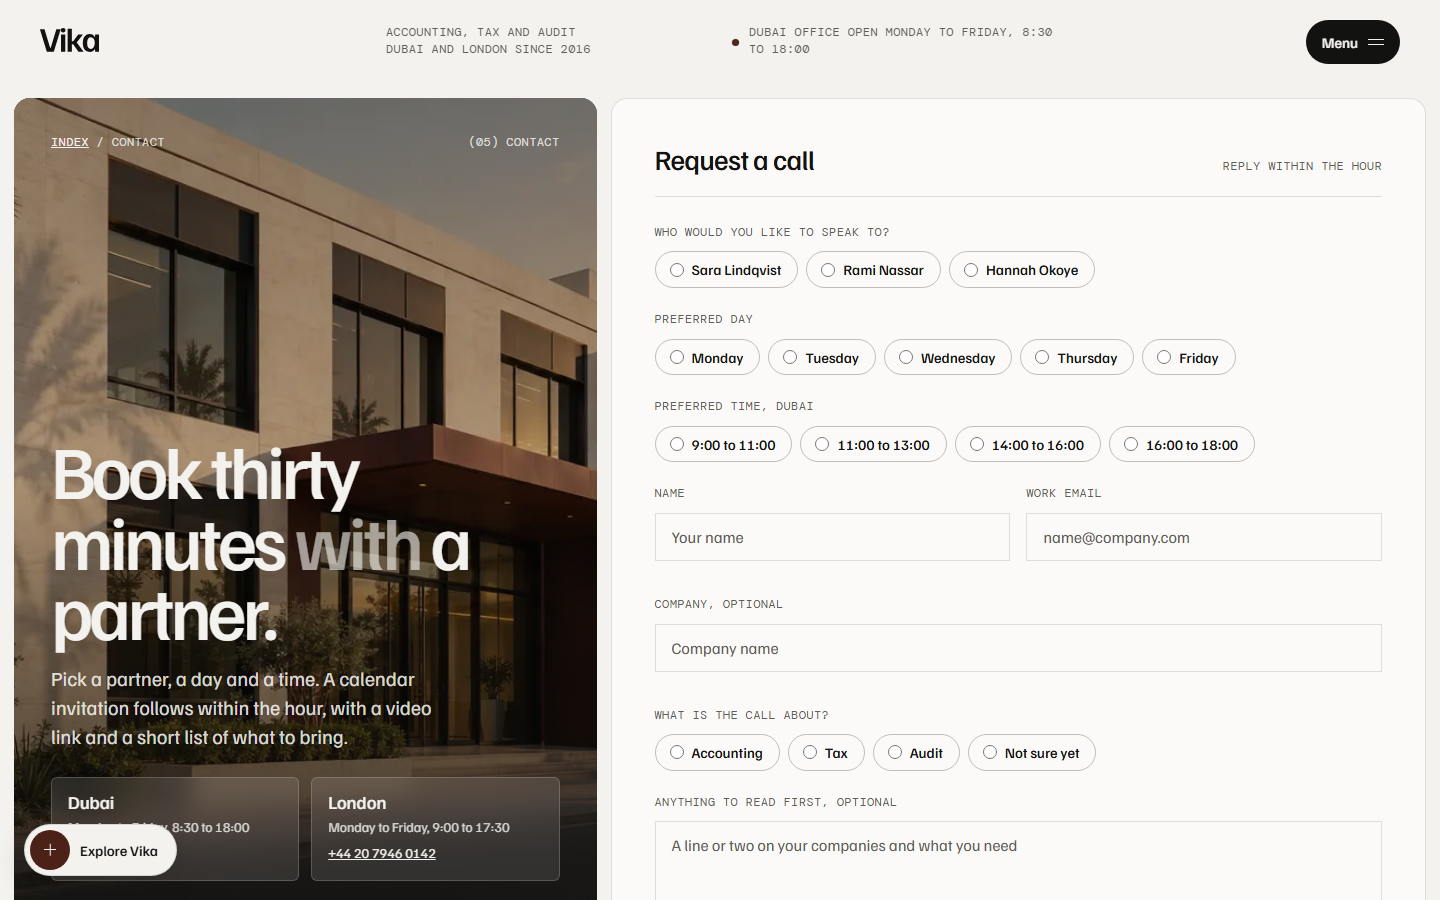 Vika
ACCOUNTING, TAX AND AUDIT
DUBAI AND LONDON SINCE 2016
DUBAI OFFICE OPEN MONDAY TO FRIDAY, 8:30
TO 18:00
Menu
INDEX / CONTACT
(05) CONTACT
Book thirty
minutes with a
partner.
Pick a partner, a day and a time. A calendar
invitation follows within the hour, with a video
link and a short list of what to bring.
Dubai
8:30 to 18:00
London
Monday to Friday, 9:00 to 17:30
+44 20 7946 0142
Explore Vika
Request a call
REPLY WITHIN THE HOUR
WHO WOULD YOU LIKE TO SPEAK TO?
Sara Lindqvist
Rami Nassar
Hannah Okoye
PREFERRED DAY
Monday
Tuesday
Wednesday
Thursday
Friday
PREFERRED TIME, DUBAI
9:00 to 11:00
11:00 to 13:00
14:00 to 16:00
16:00 to 18:00
NAME
WORK EMAIL
Your name
name@company.com
COMPANY, OPTIONAL
Company name
WHAT IS THE CALL ABOUT?
Accounting
Tax
Audit
Not sure yet
ANYTHING TO READ FIRST, OPTIONAL
A line or two on your companies and what you need